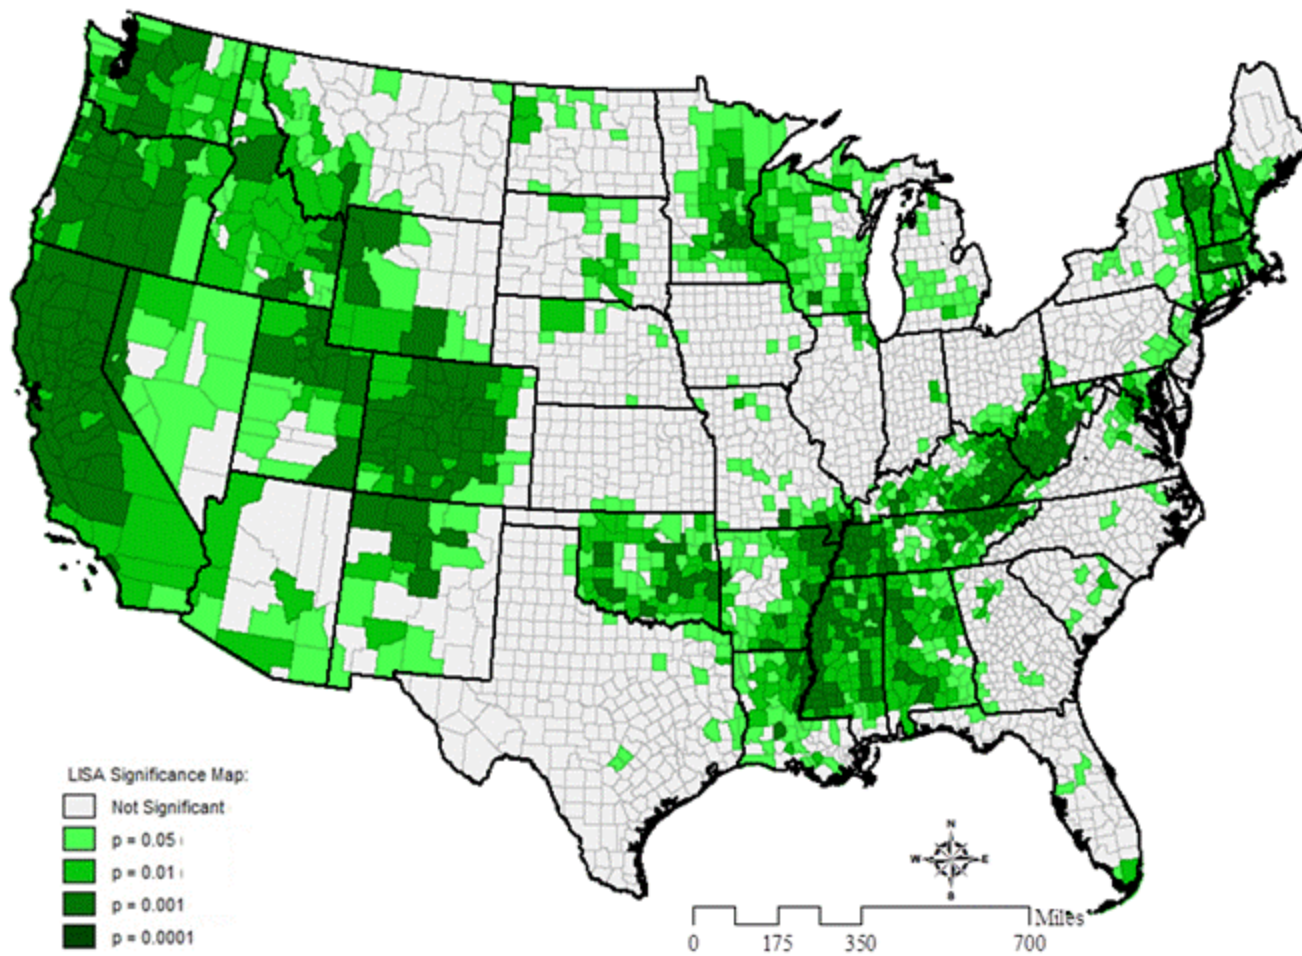 LISA Significance Map:
Not Significant
p = 0.05
p = 0.01
p = 0.001
p = 0.0001
N
W E
S
Miles
0 175 350 700